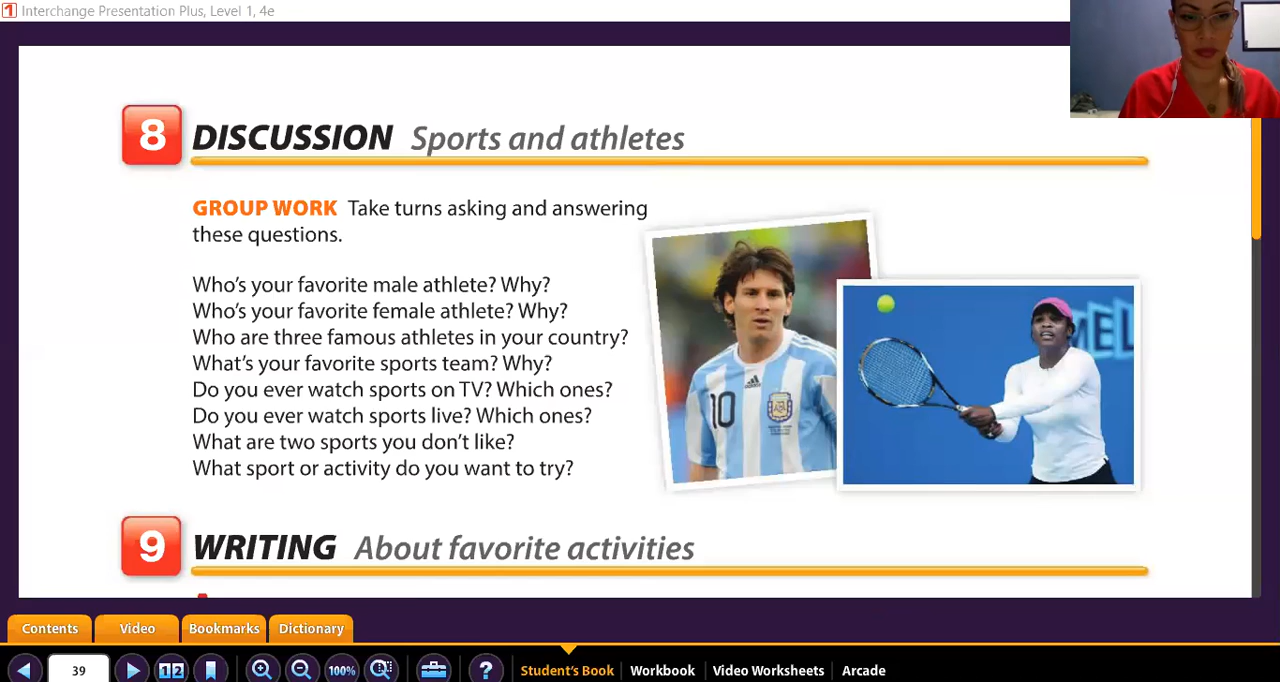 Interchange Presentation Plus, Level 1, 4e
8 DISCUSSION Sports and athletes
GROUP WORK Take turns asking and answering
these questions.
Who's your favorite male athlete? Why?
Who's your favorite female athlete? Why?
Who are three famous athletes in your country?
What's your favorite sports team? Why?
Do you ever watch sports on TV? Which ones?
Do you ever watch sports live? Which ones?
What are two sports you don't like?
What sport or activity do you want to try?
10
MEL
9 WRITING About favorite activities
Contents Video Bookmarks Dictionary
39 1 2 100% ? Student's Book Workbook Video Worksheets Arcade